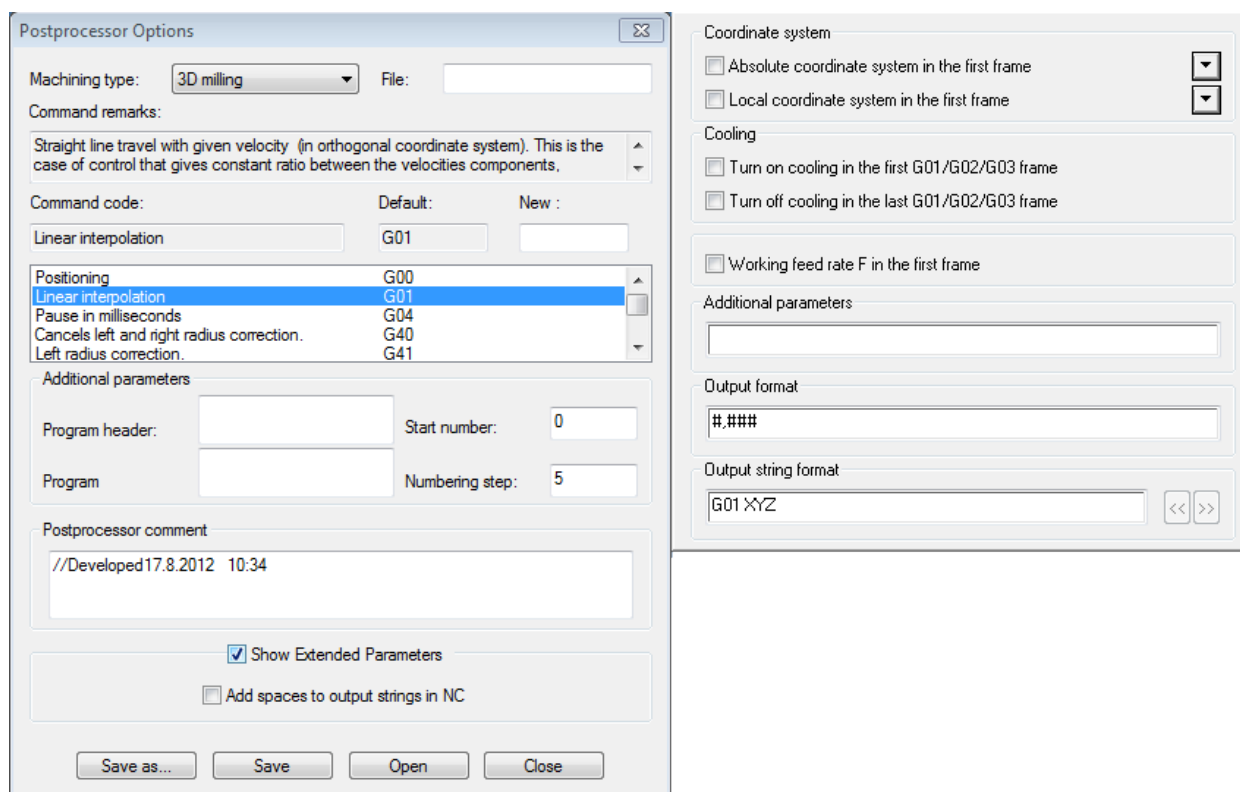 Postprocessor Options
Machining type: 3D milling File:
Command remarks:
Straight line travel with given velocity (in orthogonal coordinate system). This is the
case of control that gives constant ratio between the velocities components,
Command code: Default: New :
Linear interpolation G01
Positioning G00
Linear interpolation G01
Pause in milliseconds G04
Cancels left and right radius correction. G40
Left radius correction. G41
Additional parameters
Program header: Start number: 0
Program Numbering step: 5
Postprocessor comment
//Developed17.8.2012 10:34
Show Extended Parameters
Add spaces to output strings in NC
Save as... Save Open Close
Coordinate system
Absolute coordinate system in the first frame
Local coordinate system in the first frame
Cooling
Turn on cooling in the first G01/G02/G03 frame
Turn off cooling in the last G01/G02/G03 frame
Working feed rate F in the first frame
Additional parameters
Output format
#,###
Output string format
G01 XYZ << >>